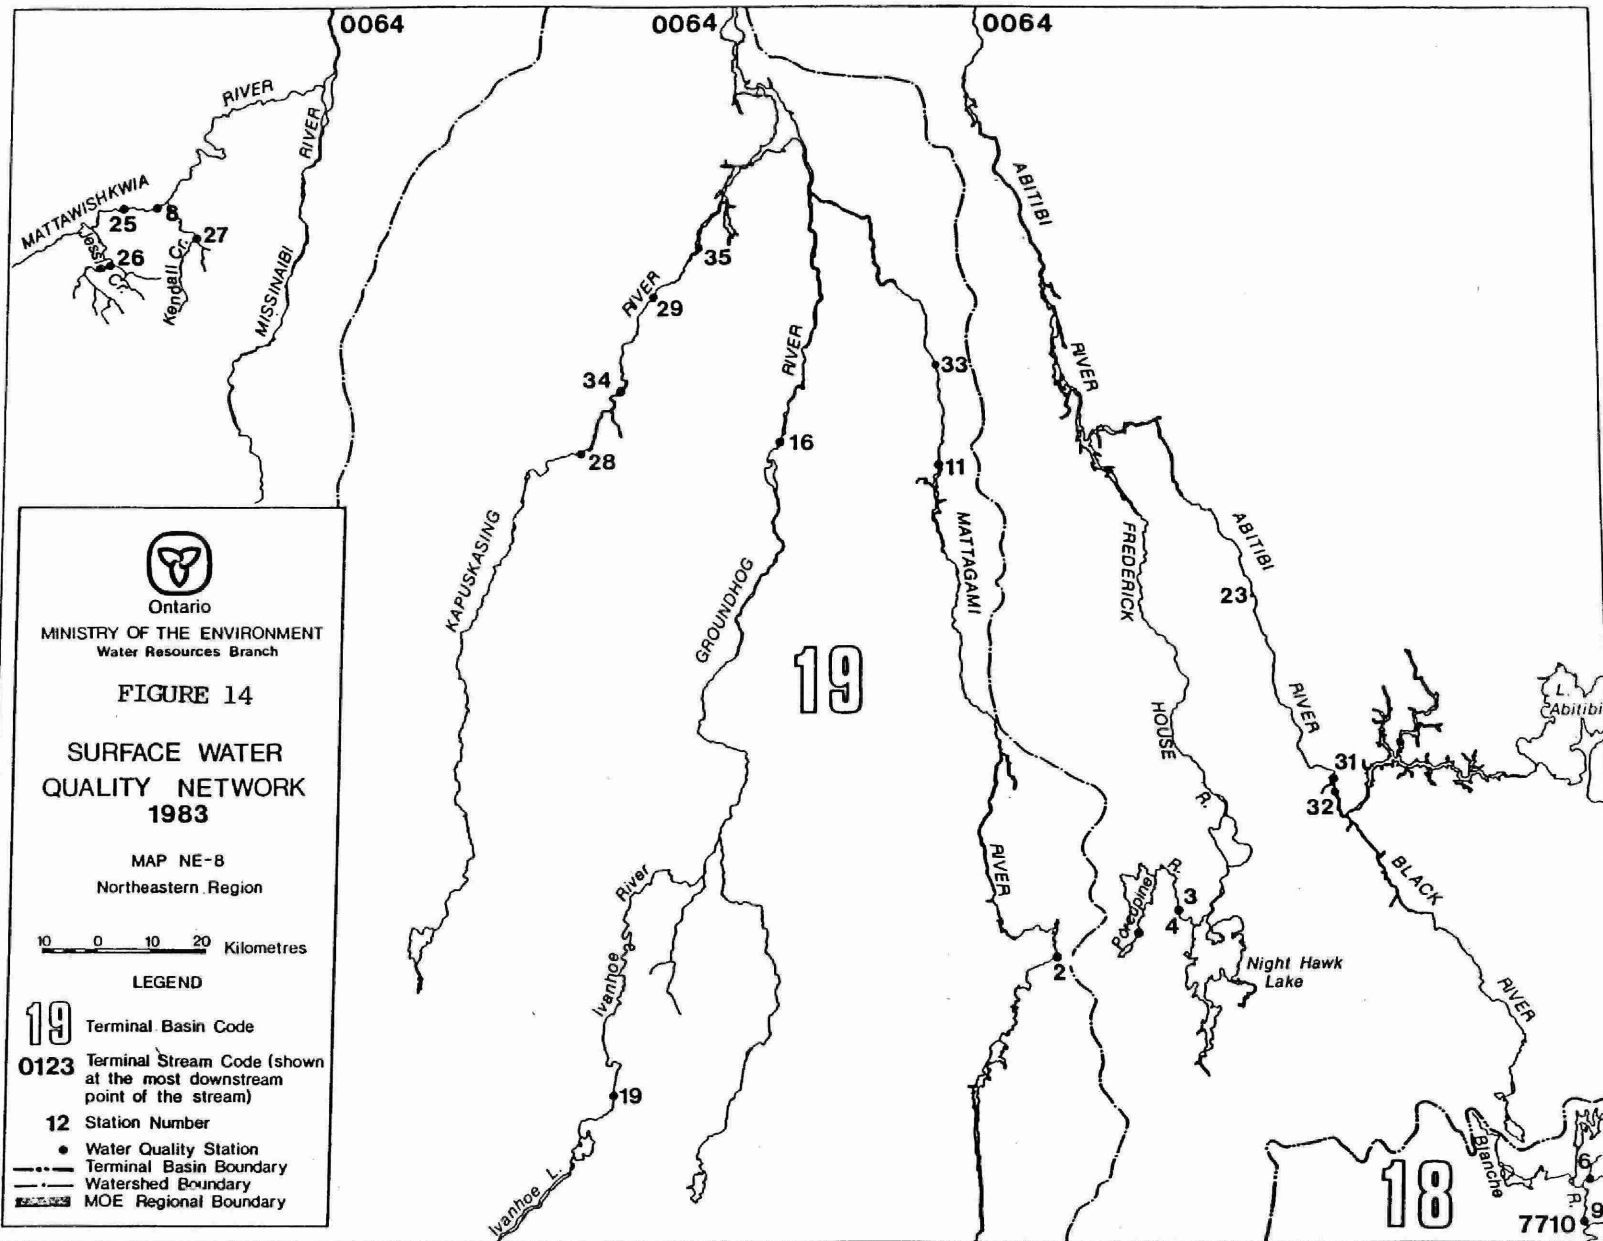 0064
0064
0064
RIVER
RIVER
MATTAWISHKWIA
25
8
27
26
Jessie Cr.
Kendall Cr.
MISSINAIBI
ABITIBI
RIVER
35
RIVER
29
34
28
RIVER
16
33
11
KAPUSKASING
GROUNDHOG
MATTAGAMI
FREDERICK
ABITIBI
23
19
HOUSE
R.
RIVER
L.
Abitibi
31
32
BLACK
RIVER
RIVER
River
Ivanhoe
Porcupine R.
3
4
2
Night Hawk
Lake
19
Ivanhoe L.
18
Blanche
R.
6
9
7710
Ontario
MINISTRY OF THE ENVIRONMENT
Water Resources Branch
FIGURE 14
SURFACE WATER
QUALITY NETWORK
1983
MAP NE-8
Northeastern Region
10 0 10 20 Kilometres
LEGEND
19 Terminal Basin Code
0123 Terminal Stream Code (shown
at the most downstream
point of the stream)
12 Station Number
Water Quality Station
Terminal Basin Boundary
Watershed Boundary
MOE Regional Boundary